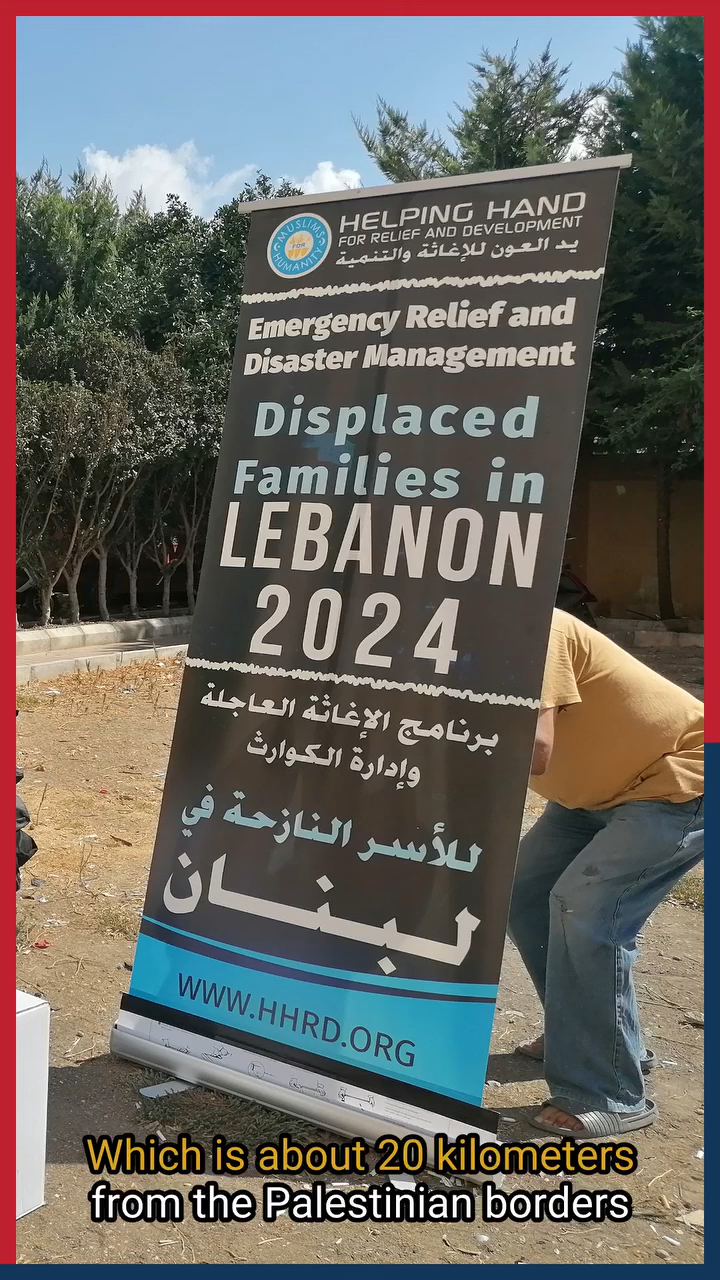 MUSLIMS
FOR
HUMANITY
HELPING HAND
FOR RELIEF AND DEVELOPMENT
يد العون للإغاثة والتنمية
Emergency Relief and
Disaster Management
Displaced
Families in
LEBANON
2024
برنامج الإغاثة العاجلة
وإدارة الكوارث
للأسر النازحة في
لبنان
WWW.HHRD.ORG
Which is about 20 kilometers
from the Palestinian borders